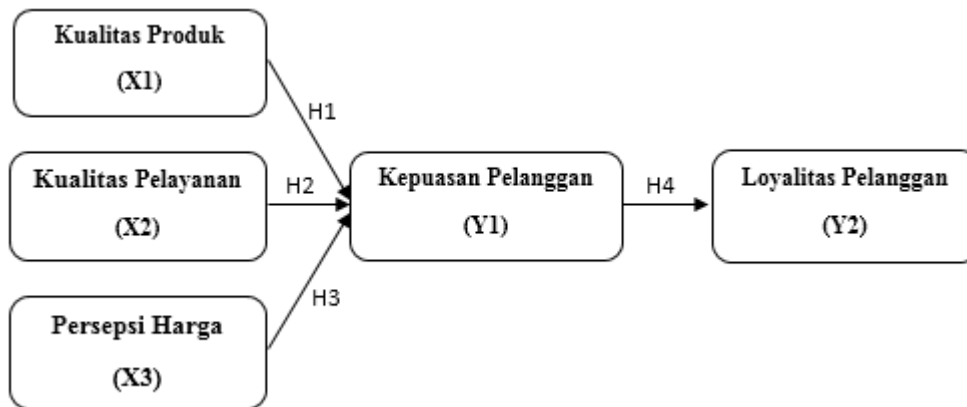 Kualitas Produk
(X1)
H1
Kualitas Pelayanan
(X2)
H2
Kepuasan Pelanggan
(Y1)
H4
Loyalitas Pelanggan
(Y2)
H3
Persepsi Harga
(X3)